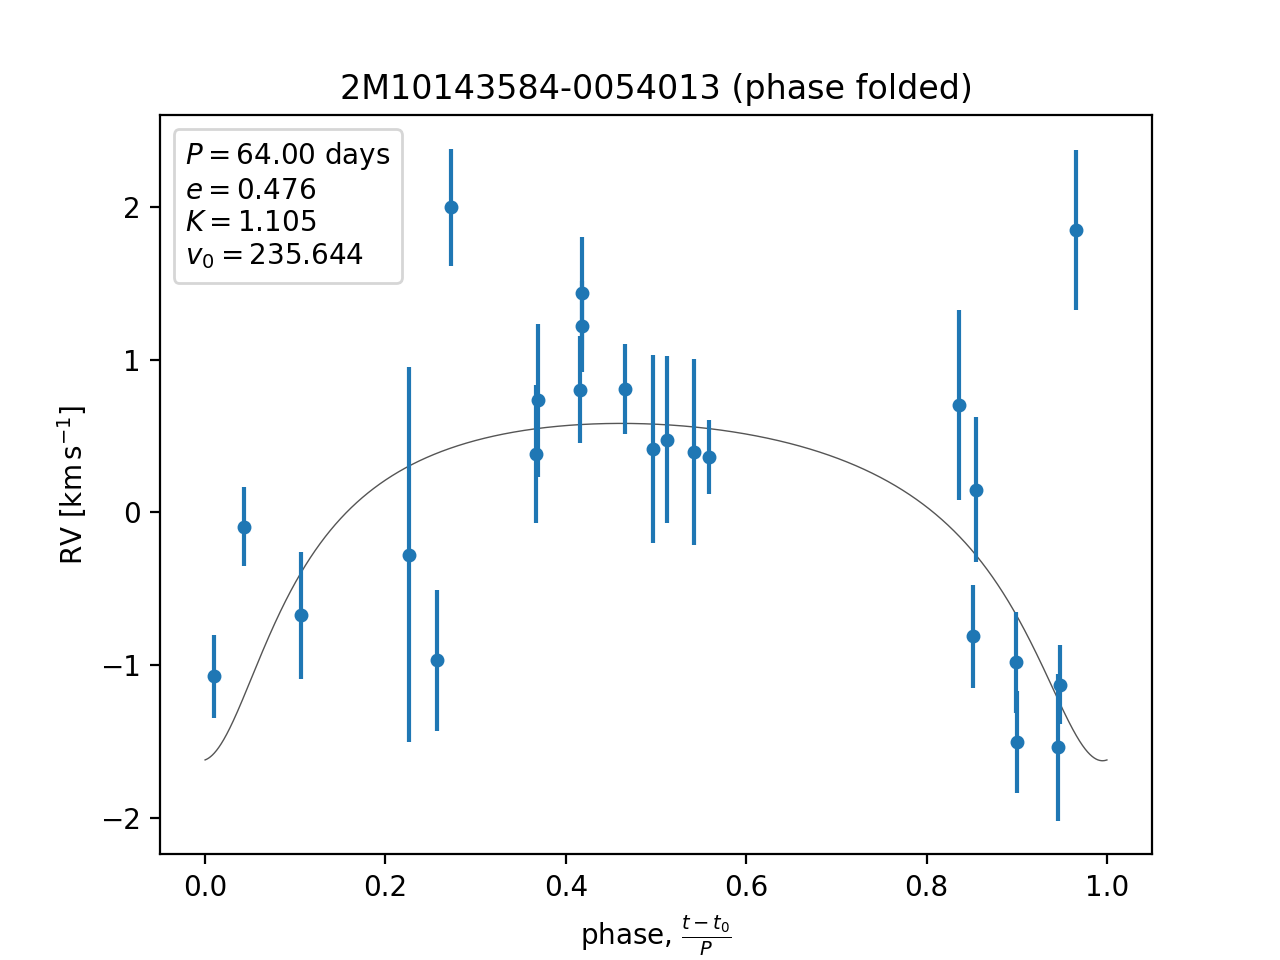 2M10143584-0054013 (phase folded)
P = 64.00 days
e = 0.476
K = 1.105
v₀ = 235.644
2
1
0
−1
−2
RV [km s⁻¹]
0.0 0.2 0.4 0.6 0.8 1.0
phase, (t − t₀)/P